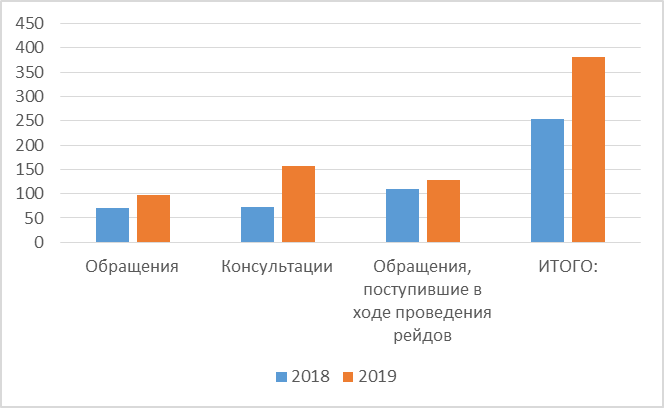 450
400
350
300
250
200
150
100
50
0
Обращения
Консультации
Обращения,
поступившие в
ходе проведения
рейдов
ИТОГО:
2018 2019